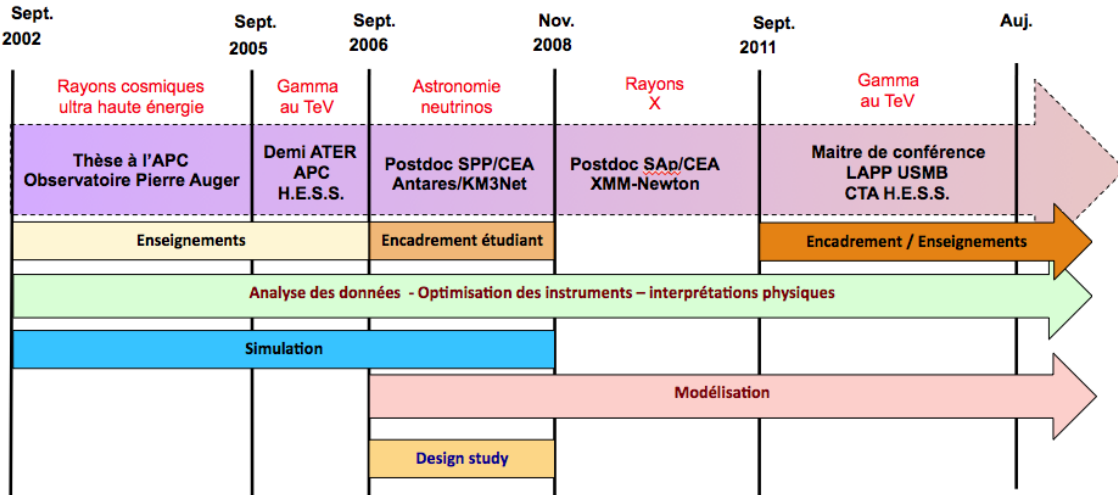 Sept.
2002
Sept.
2005
Sept.
2006
Nov.
2008
Sept.
2011
Auj.
Rayons cosmiques
ultra haute énergie
Gamma
au TeV
Astronomie
neutrinos
Rayons
X
Gamma
au TeV
Thèse à l'APC
Observatoire Pierre Auger
Demi ATER
APC
H.E.S.S.
Postdoc SPP/CEA
Antares/KM3Net
Postdoc SAp/CEA
XMM-Newton
Maitre de conférence
LAPP USMB
CTA H.E.S.S.
Enseignements
Encadrement étudiant
Encadrement / Enseignements
Analyse des données - Optimisation des instruments – interprétations physiques
Simulation
Modélisation
Design study